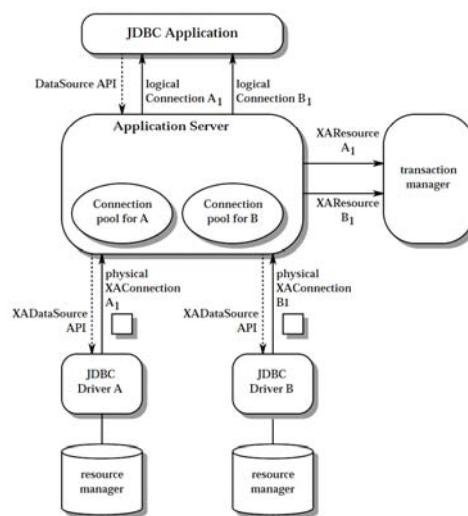 JDBC Application
DataSource API
logical
Connection A1
logical
Connection B1
Application Server
XAResource
A1
transaction
manager
XAResource
B1
Connection
pool for A
Connection
pool for B
physical
XAConnection
A1
physical
XAConnection
B1
XADataSource
API
XADataSource
API
JDBC
Driver A
JDBC
Driver B
resource
manager
resource
manager